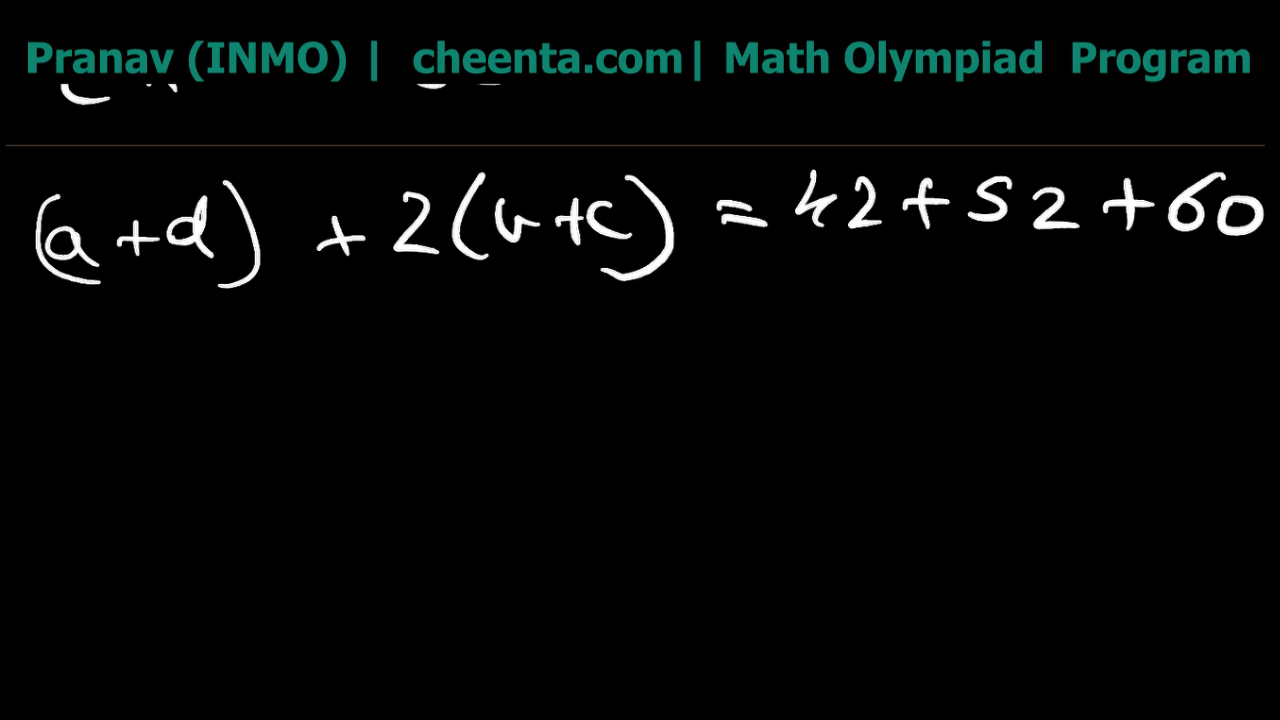 Pranav (INMO) | cheenta.com| Math Olympiad Program
(a+d) + 2(b+c) = 42+52+60